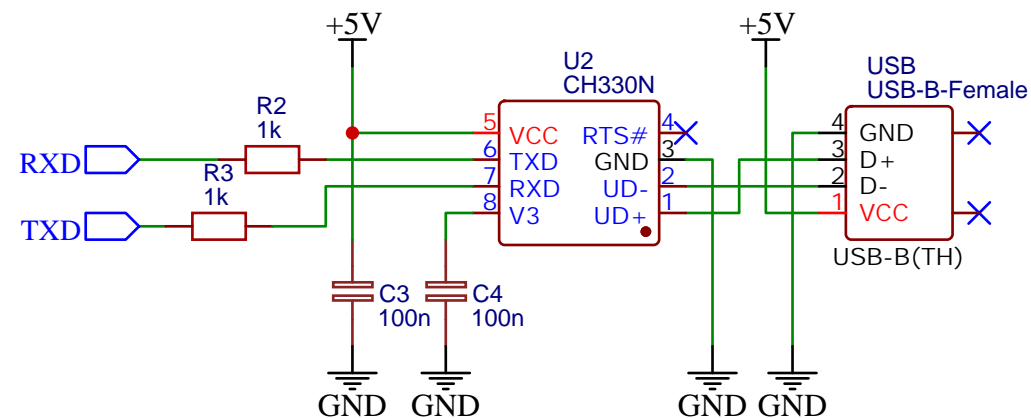 +5V
+5V
U2
CH330N
USB
USB-B-Female
R2
1k
RXD
R3
1k
TXD
5 VCC
6 TXD
7 RXD
8 V3
RTS# 4
GND 3
UD- 2
UD+ 1
4 GND
3 D+
2 D-
1 VCC
USB-B(TH)
C3
100n
C4
100n
GND
GND
GND
GND